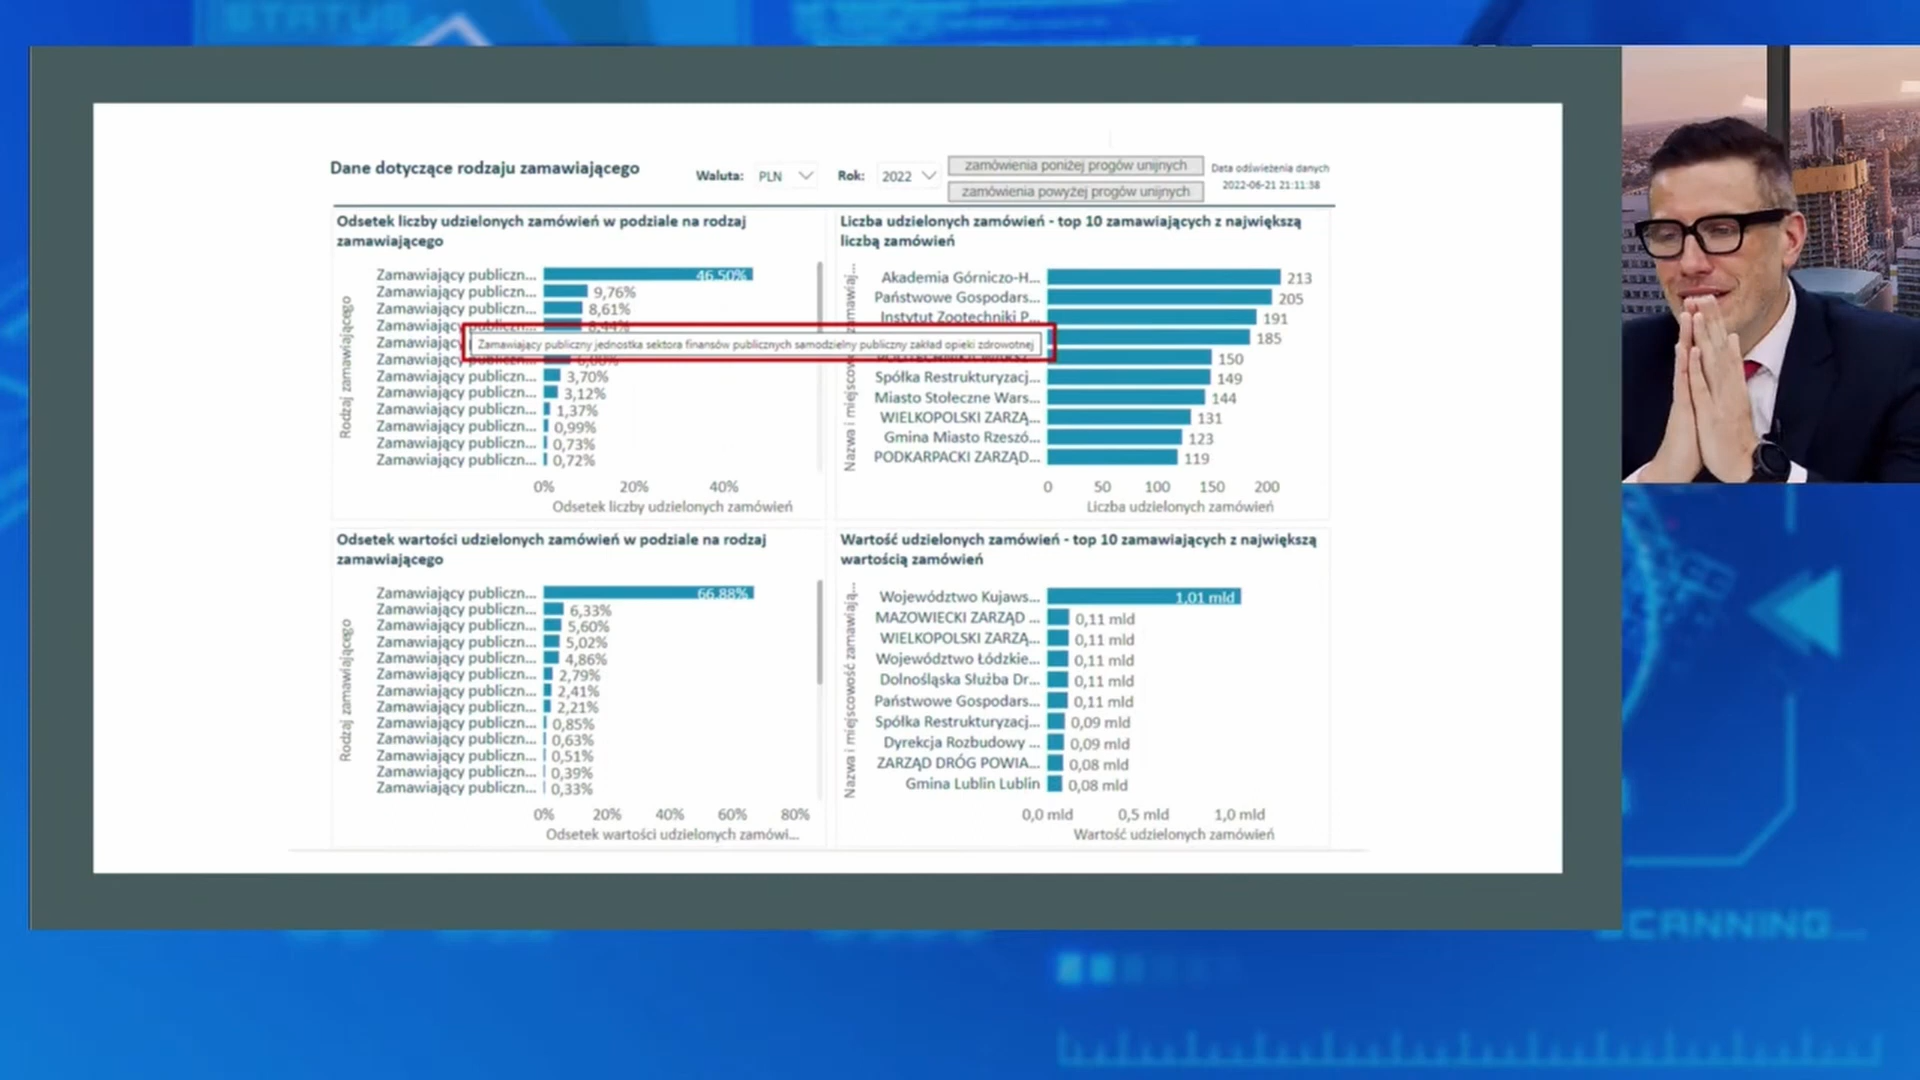 STATUS
Dane dotyczące rodzaju zamawiającego
Waluta: PLN
Rok: 2022
zamówienia poniżej progów unijnych
zamówienia powyżej progów unijnych
Data odświeżenia danych
2022-06-21 21:11:38
Odsetek liczby udzielonych zamówień w podziale na rodzaj
zamawiającego
Rodzaj zamawiającego
Zamawiający publiczn... 46,50%
Zamawiający publiczn... 9,76%
Zamawiający publiczn... 8,61%
Zamawiający publiczn... 8,44%
Zamawiający
Zamawiający publiczny jednostka sektora finansów publicznych samodzielny publiczny zakład opieki zdrowotnej
Zamawiający publiczn...
Zamawiający publiczn... 3,70%
Zamawiający publiczn... 3,12%
Zamawiający publiczn... 1,37%
Zamawiający publiczn... 0,99%
Zamawiający publiczn... 0,73%
Zamawiający publiczn... 0,72%
0% 20% 40%
Odsetek liczby udzielonych zamówień
Liczba udzielonych zamówień - top 10 zamawiających z największą
liczbą zamówień
Nazwa i miejscow zamawiaj...
Akademia Górniczo-H... 213
Państwowe Gospodars... 205
Instytut Zootechniki P... 191
185
150
Spółka Restrukturyzacj... 149
Miasto Stołeczne Wars... 144
WIELKOPOLSKI ZARZĄ... 131
Gmina Miasto Rzeszó... 123
PODKARPACKI ZARZĄD... 119
0 50 100 150 200
Liczba udzielonych zamówień
Odsetek wartości udzielonych zamówień w podziale na rodzaj
zamawiającego
Rodzaj zamawiającego
Zamawiający publiczn... 66,88%
Zamawiający publiczn... 6,33%
Zamawiający publiczn... 5,60%
Zamawiający publiczn... 5,02%
Zamawiający publiczn... 4,86%
Zamawiający publiczn... 2,79%
Zamawiający publiczn... 2,41%
Zamawiający publiczn... 2,21%
Zamawiający publiczn... 0,85%
Zamawiający publiczn... 0,63%
Zamawiający publiczn... 0,51%
Zamawiający publiczn... 0,39%
Zamawiający publiczn... 0,33%
0% 20% 40% 60% 80%
Odsetek wartości udzielonych zamówi...
Wartość udzielonych zamówień - top 10 zamawiających z największą
wartością zamówień
Nazwa i miejscowość zamawiają...
Województwo Kujaws... 1,01 mld
MAZOWIECKI ZARZĄD ... 0,11 mld
WIELKOPOLSKI ZARZĄ... 0,11 mld
Województwo Łódzkie... 0,11 mld
Dolnośląska Służba Dr... 0,11 mld
Państwowe Gospodars... 0,11 mld
Spółka Restrukturyzacj... 0,09 mld
Dyrekcja Rozbudowy ... 0,09 mld
ZARZĄD DRÓG POWIA... 0,08 mld
Gmina Lublin Lublin 0,08 mld
0,0 mld 0,5 mld 1,0 mld
Wartość udzielonych zamówień
SCANNING...